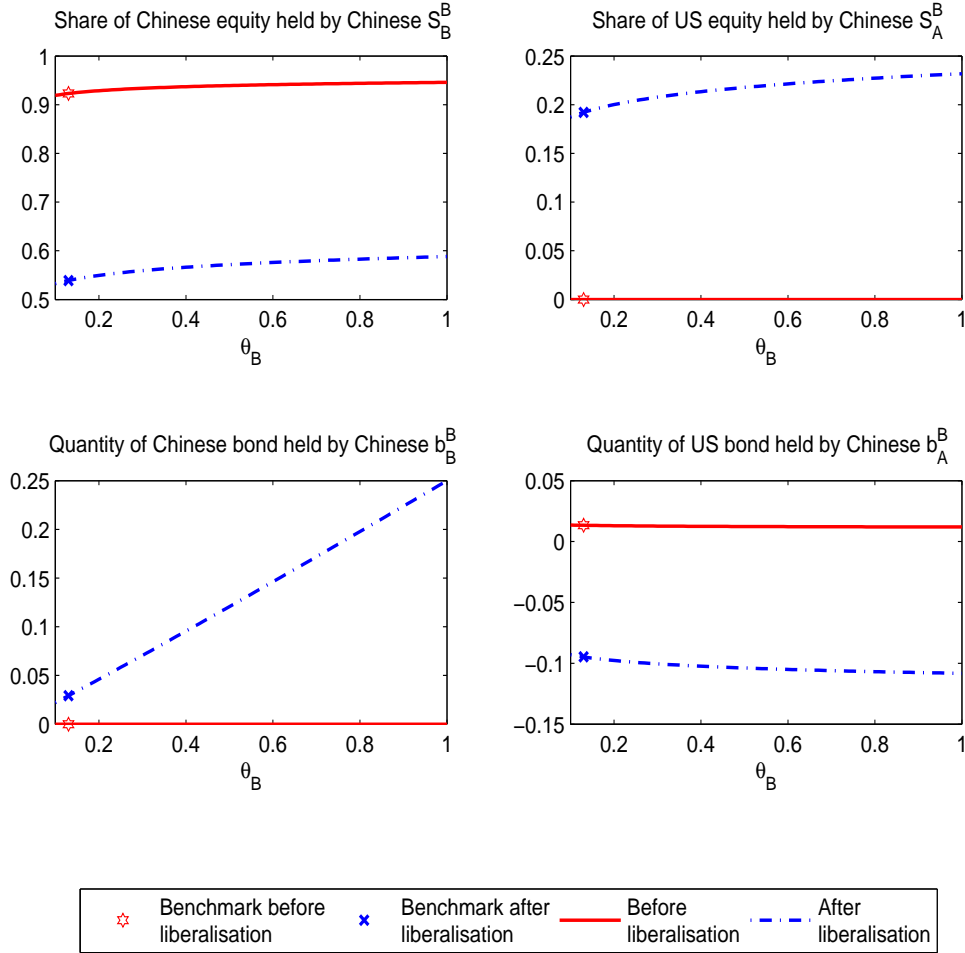 Share of Chinese equity held by Chinese S_B^B
1
0.9
0.8
0.7
0.6
0.5
0.2 0.4 0.6 0.8 1
θ_B
Share of US equity held by Chinese S_A^B
0.25
0.2
0.15
0.1
0.05
0
0.2 0.4 0.6 0.8 1
θ_B
Quantity of Chinese bond held by Chinese b_B^B
0.25
0.2
0.15
0.1
0.05
0
0.2 0.4 0.6 0.8 1
θ_B
Quantity of US bond held by Chinese b_A^B
0.05
0
−0.05
−0.1
−0.15
0.2 0.4 0.6 0.8 1
θ_B
Benchmark before
liberalisation
Benchmark after
liberalisation
Before
liberalisation
After
liberalisation